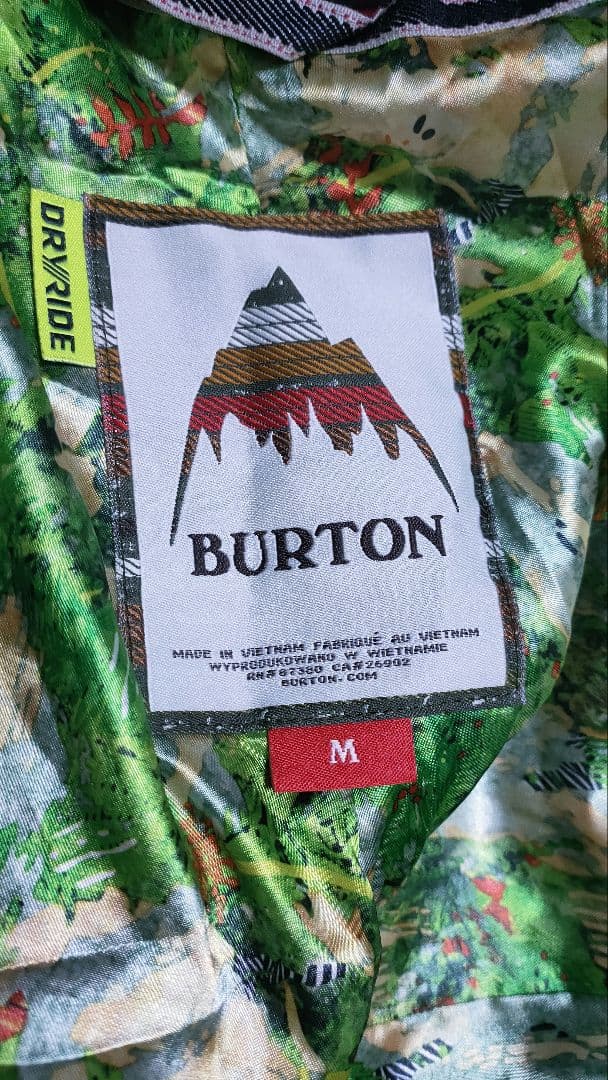 DRYRIDE
BURTON
MADE IN VIETNAM FABRIQUÉ AU VIETNAM
WYPRODUKOWANO W WIETNAMIE
RN#87380 CA#26902
BURTON.COM
M